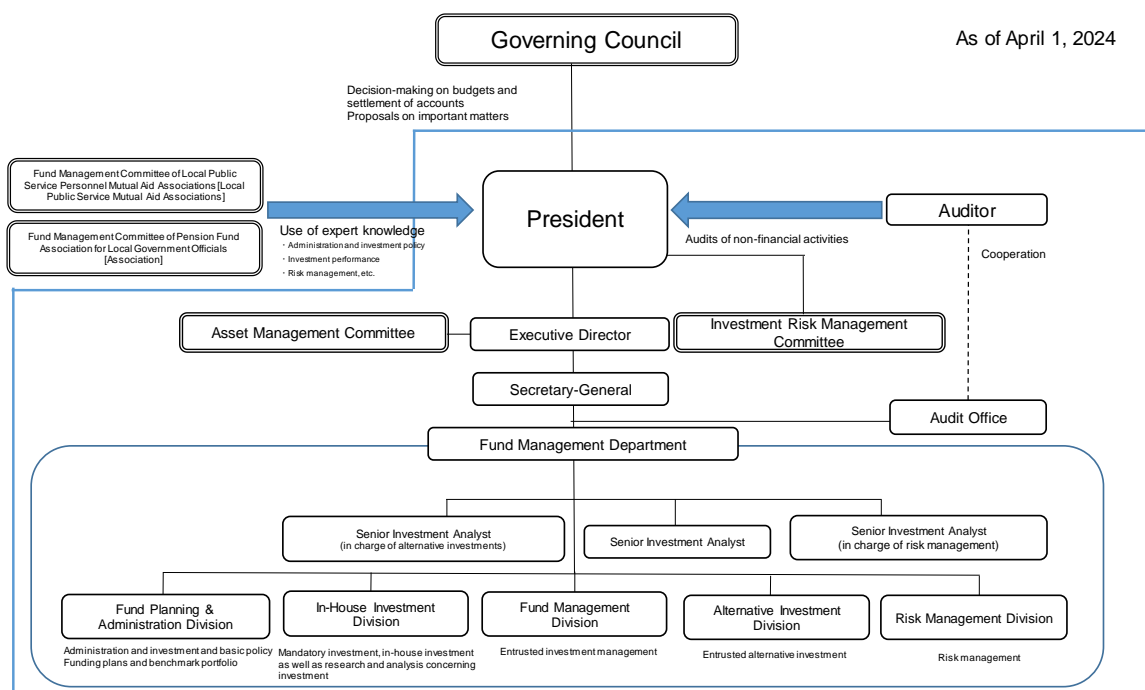 Governing Council
As of April 1, 2024
Decision-making on budgets and
settlement of accounts
Proposals on important matters
Fund Management Committee of Local Public
Service Personnel Mutual Aid Associations [Local
Public Service Mutual Aid Associations]
Fund Management Committee of Pension Fund
Association for Local Government Officials
[Association]
Use of expert knowledge
・Administration and investment policy
・Investment performance
・Risk management, etc.
President
Auditor
Audits of non-financial activities
Cooperation
Asset Management Committee
Executive Director
Investment Risk Management
Committee
Secretary-General
Audit Office
Fund Management Department
Senior Investment Analyst
(in charge of alternative investments)
Senior Investment Analyst
Senior Investment Analyst
(in charge of risk management)
Fund Planning &
Administration Division
Administration and investment and basic policy
Funding plans and benchmark portfolio
In-House Investment
Division
Mandatory investment, in-house investment
as well as research and analysis concerning
investment
Fund Management
Division
Entrusted investment management
Alternative Investment
Division
Entrusted alternative investment
Risk Management Division
Risk management